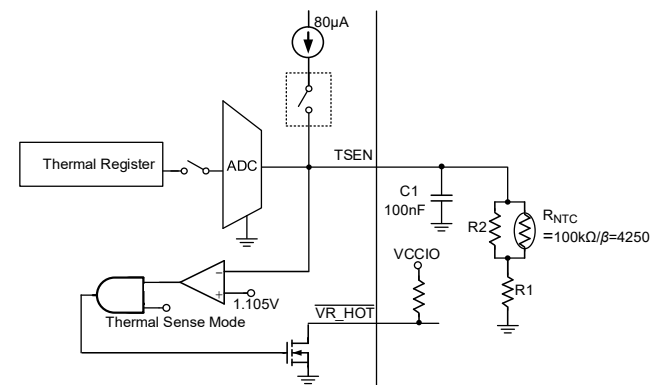 80µA
TSEN
Thermal Register
ADC
C1
100nF
R2
RNTC
=100kΩ/β=4250
VCCIO
R1
−
+
1.105V
Thermal Sense Mode
VR_HOT